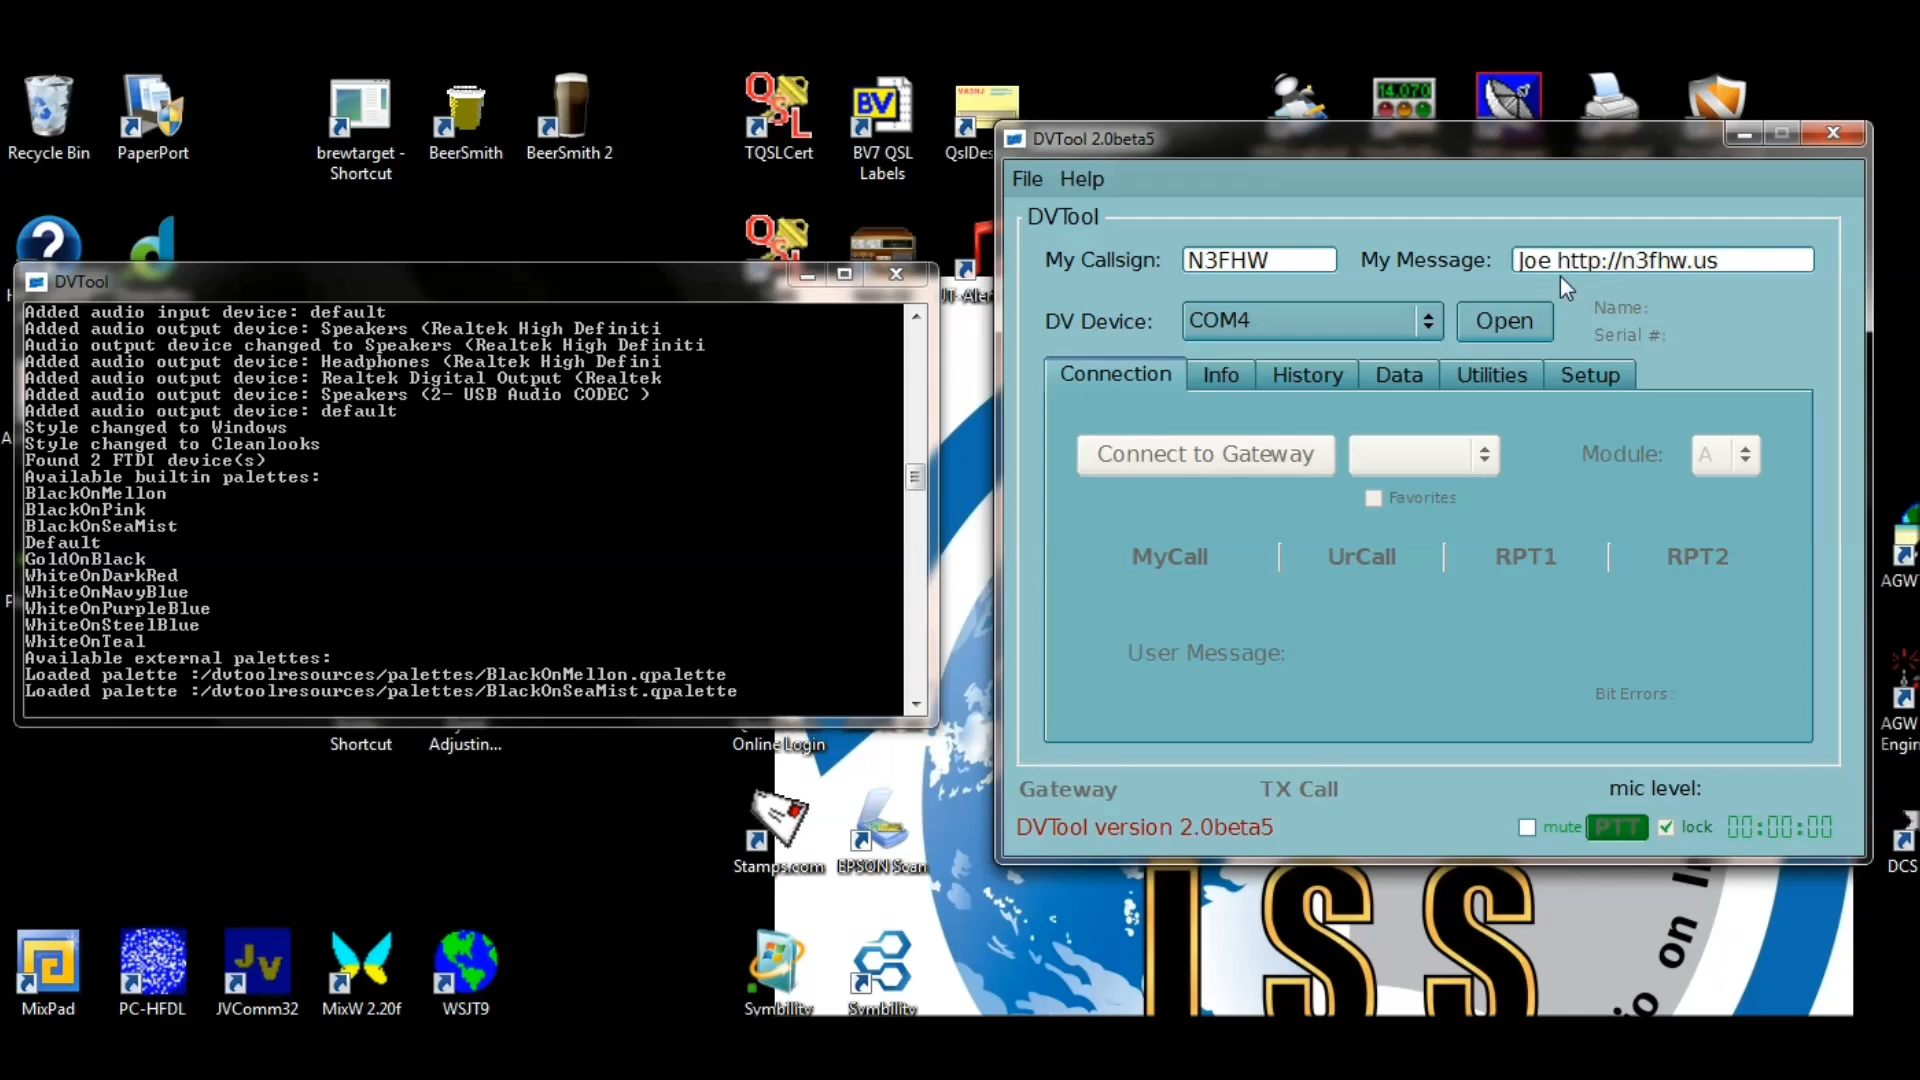 Recycle Bin
PaperPort
brewtarget -
Shortcut
BeerSmith
BeerSmith 2
TQSLCert
BV
BV7 QSL
Labels
14.070
DVTool 2.0beta5
File Help
DVTool
My Callsign: N3FHW My Message: Joe http://n3fhw.us
DV Device: COM4 Open
Name:
Serial #:
Connection Info History Data Utilities Setup
Connect to Gateway
Module: A
Favorites
MyCall UrCall RPT1 RPT2
User Message:
Bit Errors:
Gateway TX Call mic level:
DVTool version 2.0beta5 mute PTT lock 00:00:00
DVTool
Added audio input device: default
Added audio output device: Speakers (Realtek High Definiti
Audio output device changed to Speakers (Realtek High Definiti
Added audio output device: Headphones (Realtek High Defini
Added audio output device: Realtek Digital Output (Realtek
Added audio output device: Speakers (2- USB Audio CODEC )
Added audio output device: default
Style changed to Windows
Style changed to Cleanlooks
Found 2 FTDI device(s)
Available builtin palettes:
BlackOnMellon
BlackOnPink
BlackOnSeaMist
Default
GoldOnBlack
WhiteOnDarkRed
WhiteOnNavyBlue
WhiteOnPurpleBlue
WhiteOnSteelBlue
WhiteOnTeal
Available external palettes:
Loaded palette :/dvtoolresources/palettes/BlackOnMellon.qpalette
Loaded palette :/dvtoolresources/palettes/BlackOnSeaMist.qpalette
Shortcut
Adjustin...
Online Login
AGW
AGW
Engin
Stamps.com
EPSON Scan
DCS
MixPad
PC-HFDL
JVComm32
MixW 2.20f
WSJT9
Symbility
Symbility
ISS